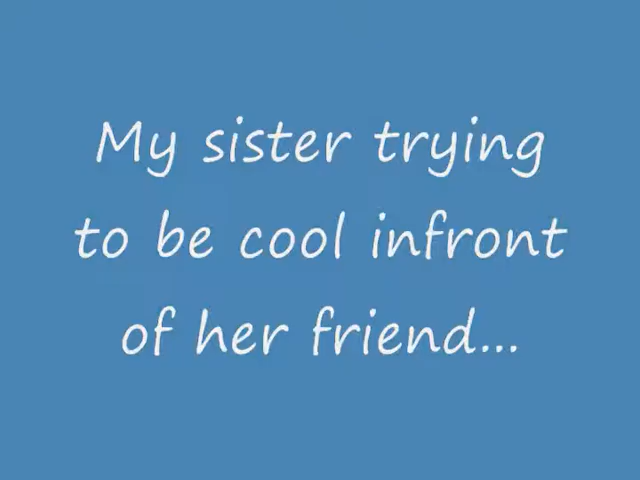 My sister trying
to be cool infront
of her friend...